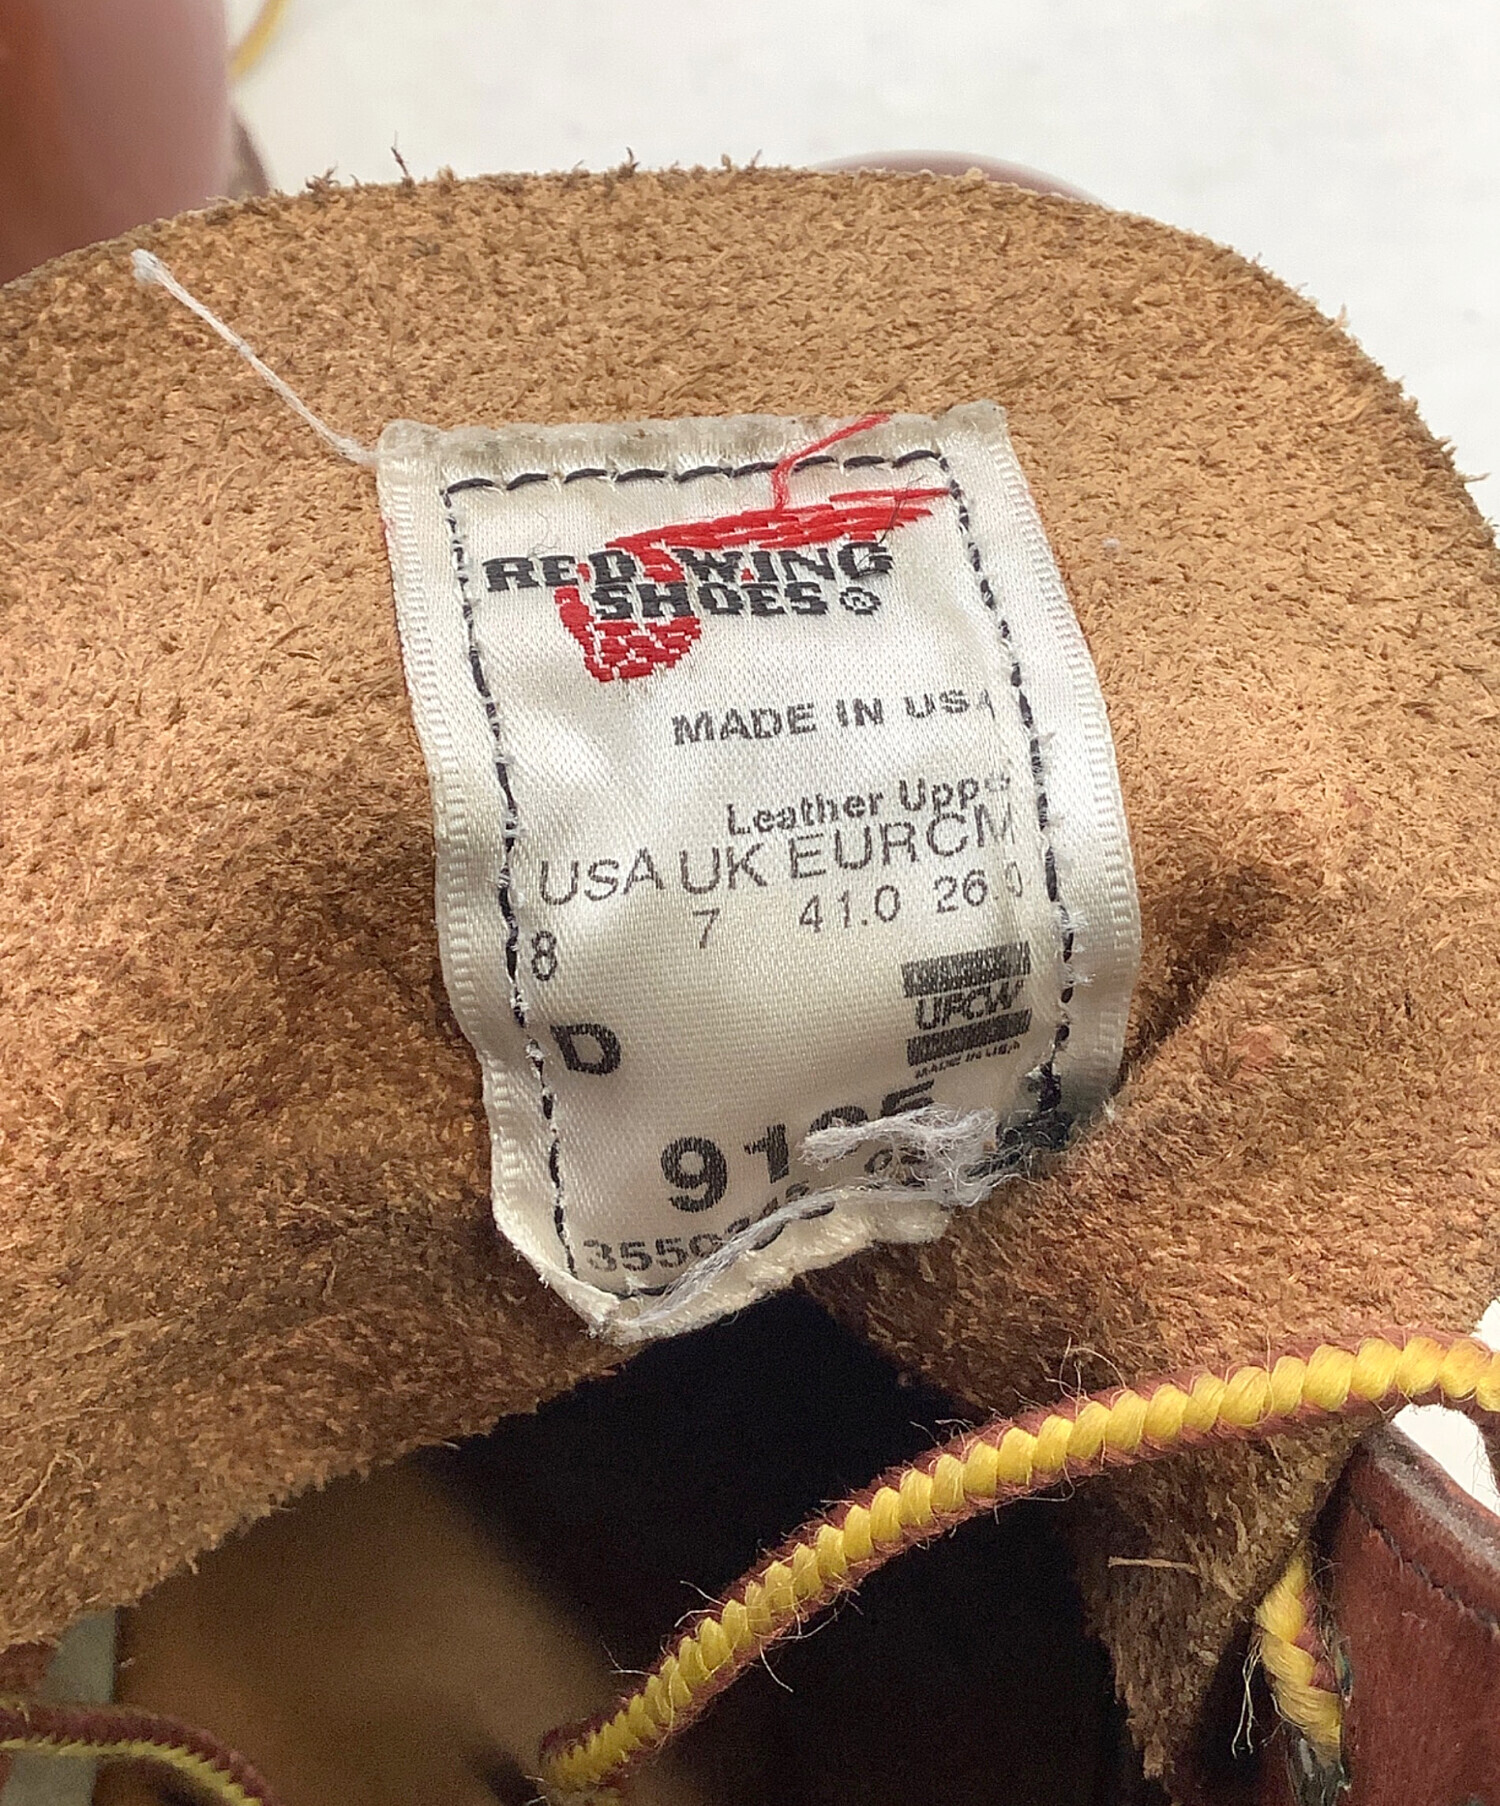 RED WING
SHOES®
MADE IN USA
Leather Upper
USA UK EUR CM
8 7 41.0 26.0
D
UFCW
MADE IN USA